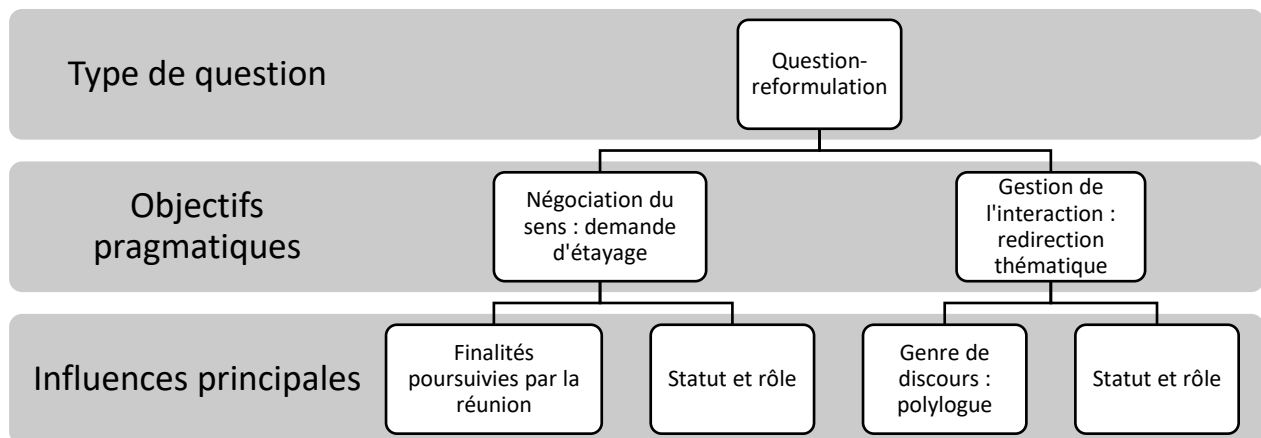 Type de question
Question-
reformulation
Objectifs
pragmatiques
Négociation du
sens : demande
d'étayage
Gestion de
l'interaction :
redirection
thématique
Influences principales
Finalités
poursuivies par la
réunion
Statut et rôle
Genre de
discours :
polylogue
Statut et rôle